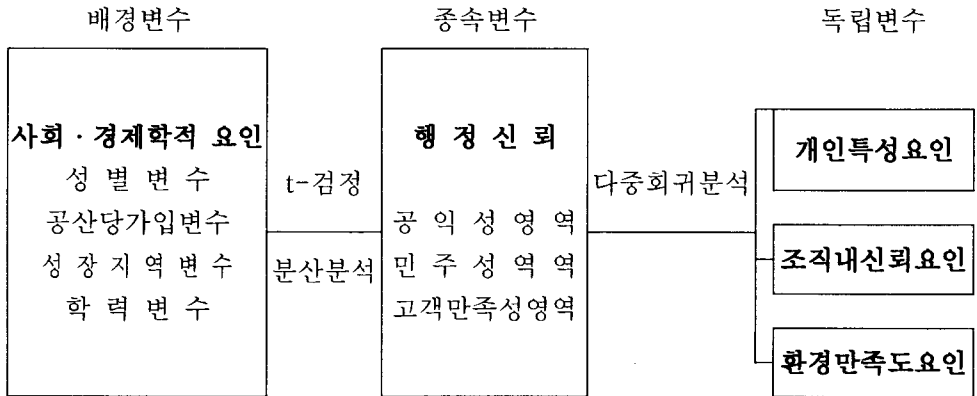 배경변수
종속변수
독립변수
사회 · 경제학적 요인
성 별 변 수
공산당가입변수
성 장 지 역 변 수
학 력 변 수
t-검정
분산분석
행 정 신 뢰
공 익 성 영 역
민 주 성 역 역
고객만족성영역
다중회귀분석
개인특성요인
조직내신뢰요인
환경만족도요인